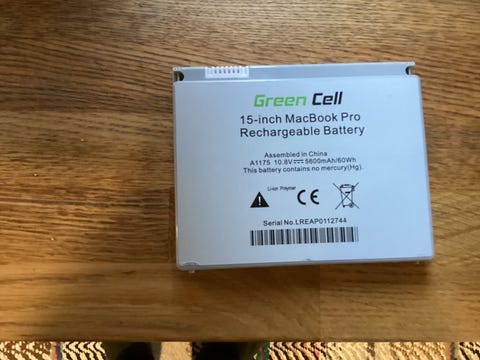 Green Cell
15-inch MacBook Pro
Rechargeable Battery
Assembled in China
A1175 10.8V⎓5600mAh/60Wh
This battery contains no mercury(Hg).
Li-ion Polymer
CE
Serial No.LREAP0112744